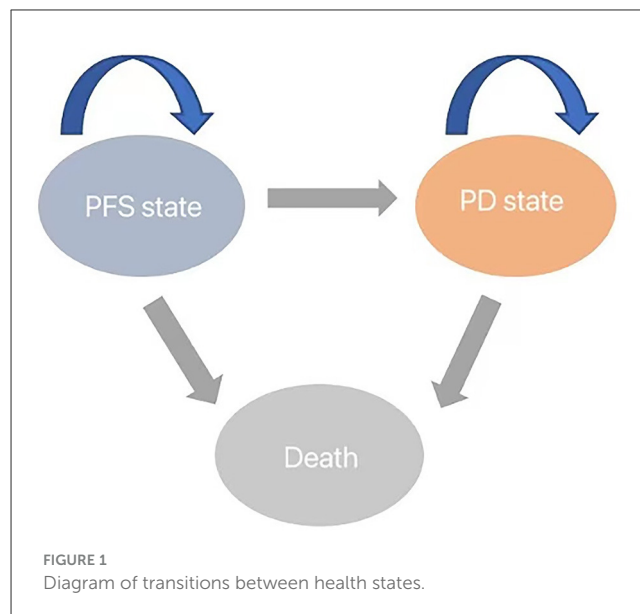 PFS state
PD state
Death
FIGURE 1
Diagram of transitions between health states.